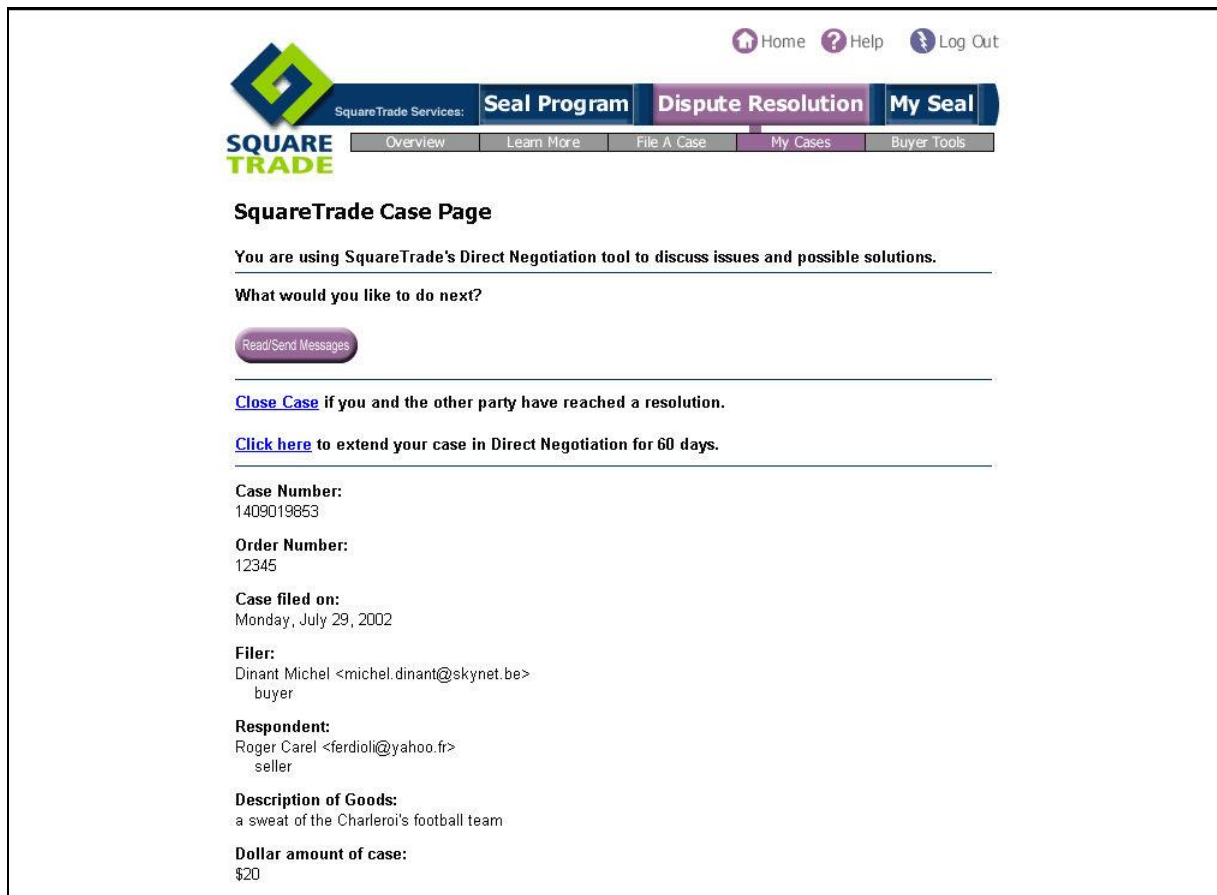 Home Help Log Out
SquareTrade Services: Seal Program Dispute Resolution My Seal
SQUARE
TRADE
Overview Learn More File A Case My Cases Buyer Tools
SquareTrade Case Page
You are using SquareTrade's Direct Negotiation tool to discuss issues and possible solutions.
What would you like to do next?
Read/Send Messages
Close Case if you and the other party have reached a resolution.
Click here to extend your case in Direct Negotiation for 60 days.
Case Number:
1409019853
Order Number:
12345
Case filed on:
Monday, July 29, 2002
Filer:
Dinant Michel <michel.dinant@skynet.be>
buyer
Respondent:
Roger Carel <ferdioli@yahoo.fr>
seller
Description of Goods:
a sweat of the Charleroi's football team
Dollar amount of case:
$20